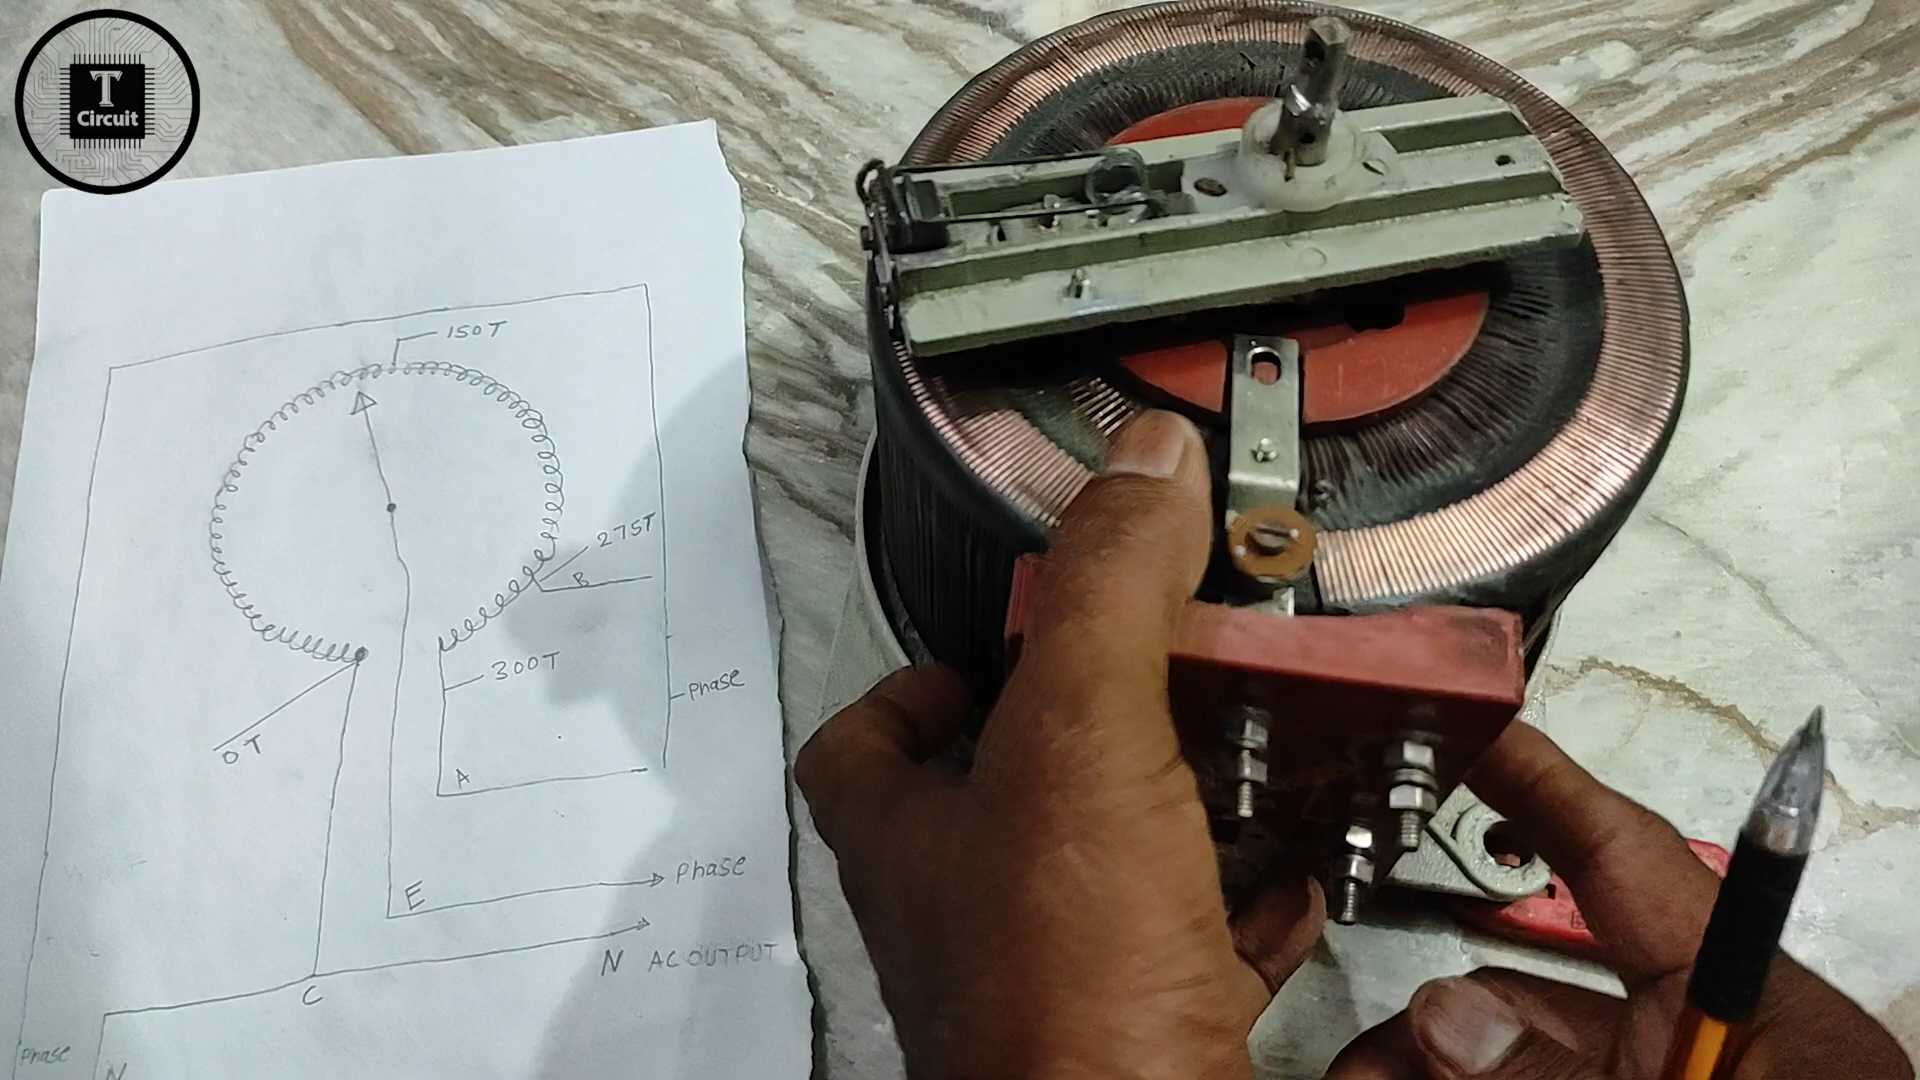 T
Circuit
150T
275T
B
300T
Phase
0T
A
E
Phase
N AC OUTPUT
C
Phase
N